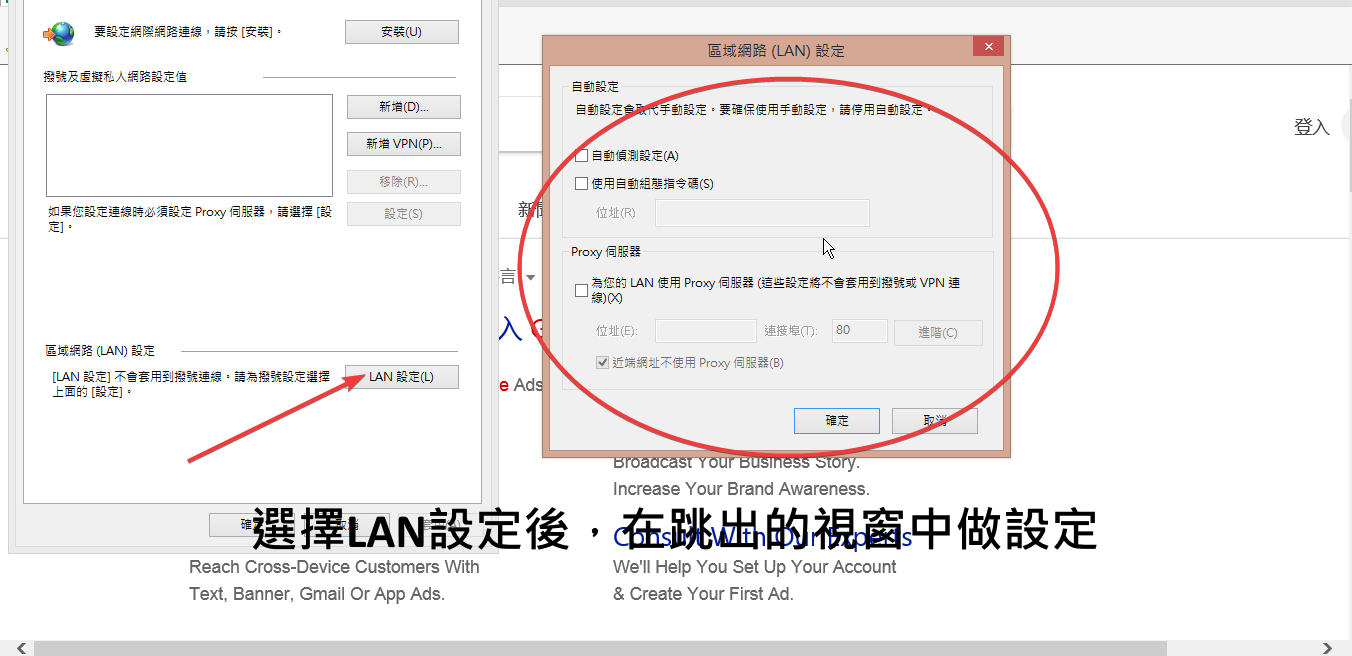 要設定網際網路連線，請按 [安裝]。
安裝(U)
撥號及虛擬私人網路設定值
新增(D)...
新增 VPN(P)...
移除(R)...
設定(S)
如果您設定連線時必須設定 Proxy 伺服器，請選擇 [設
定]。
區域網路 (LAN) 設定
[LAN 設定] 不會套用到撥號連線。請為撥號設定選擇
上面的 [設定]。
LAN 設定(L)
區域網路 (LAN) 設定
自動設定
自動設定會取代手動設定。要確保使用手動設定，請停用自動設定。
自動偵測設定(A)
使用自動組態指令碼(S)
位址(R)
Proxy 伺服器
為您的 LAN 使用 Proxy 伺服器 (這些設定將不會套用到撥號或 VPN 連
線)(X)
位址(E):
連接埠(T):
80
進階(C)
近端網址不使用 Proxy 伺服器(B)
確定
取消
登入
新聞
言
入 G
e Ads
Broadcast Your Business Story.
Increase Your Brand Awareness.
確
取消
選擇LAN設定後，在跳出的視窗中做設定
Consult With Our Experts
Reach Cross-Device Customers With
Text, Banner, Gmail Or App Ads.
We'll Help You Set Up Your Account
& Create Your First Ad.